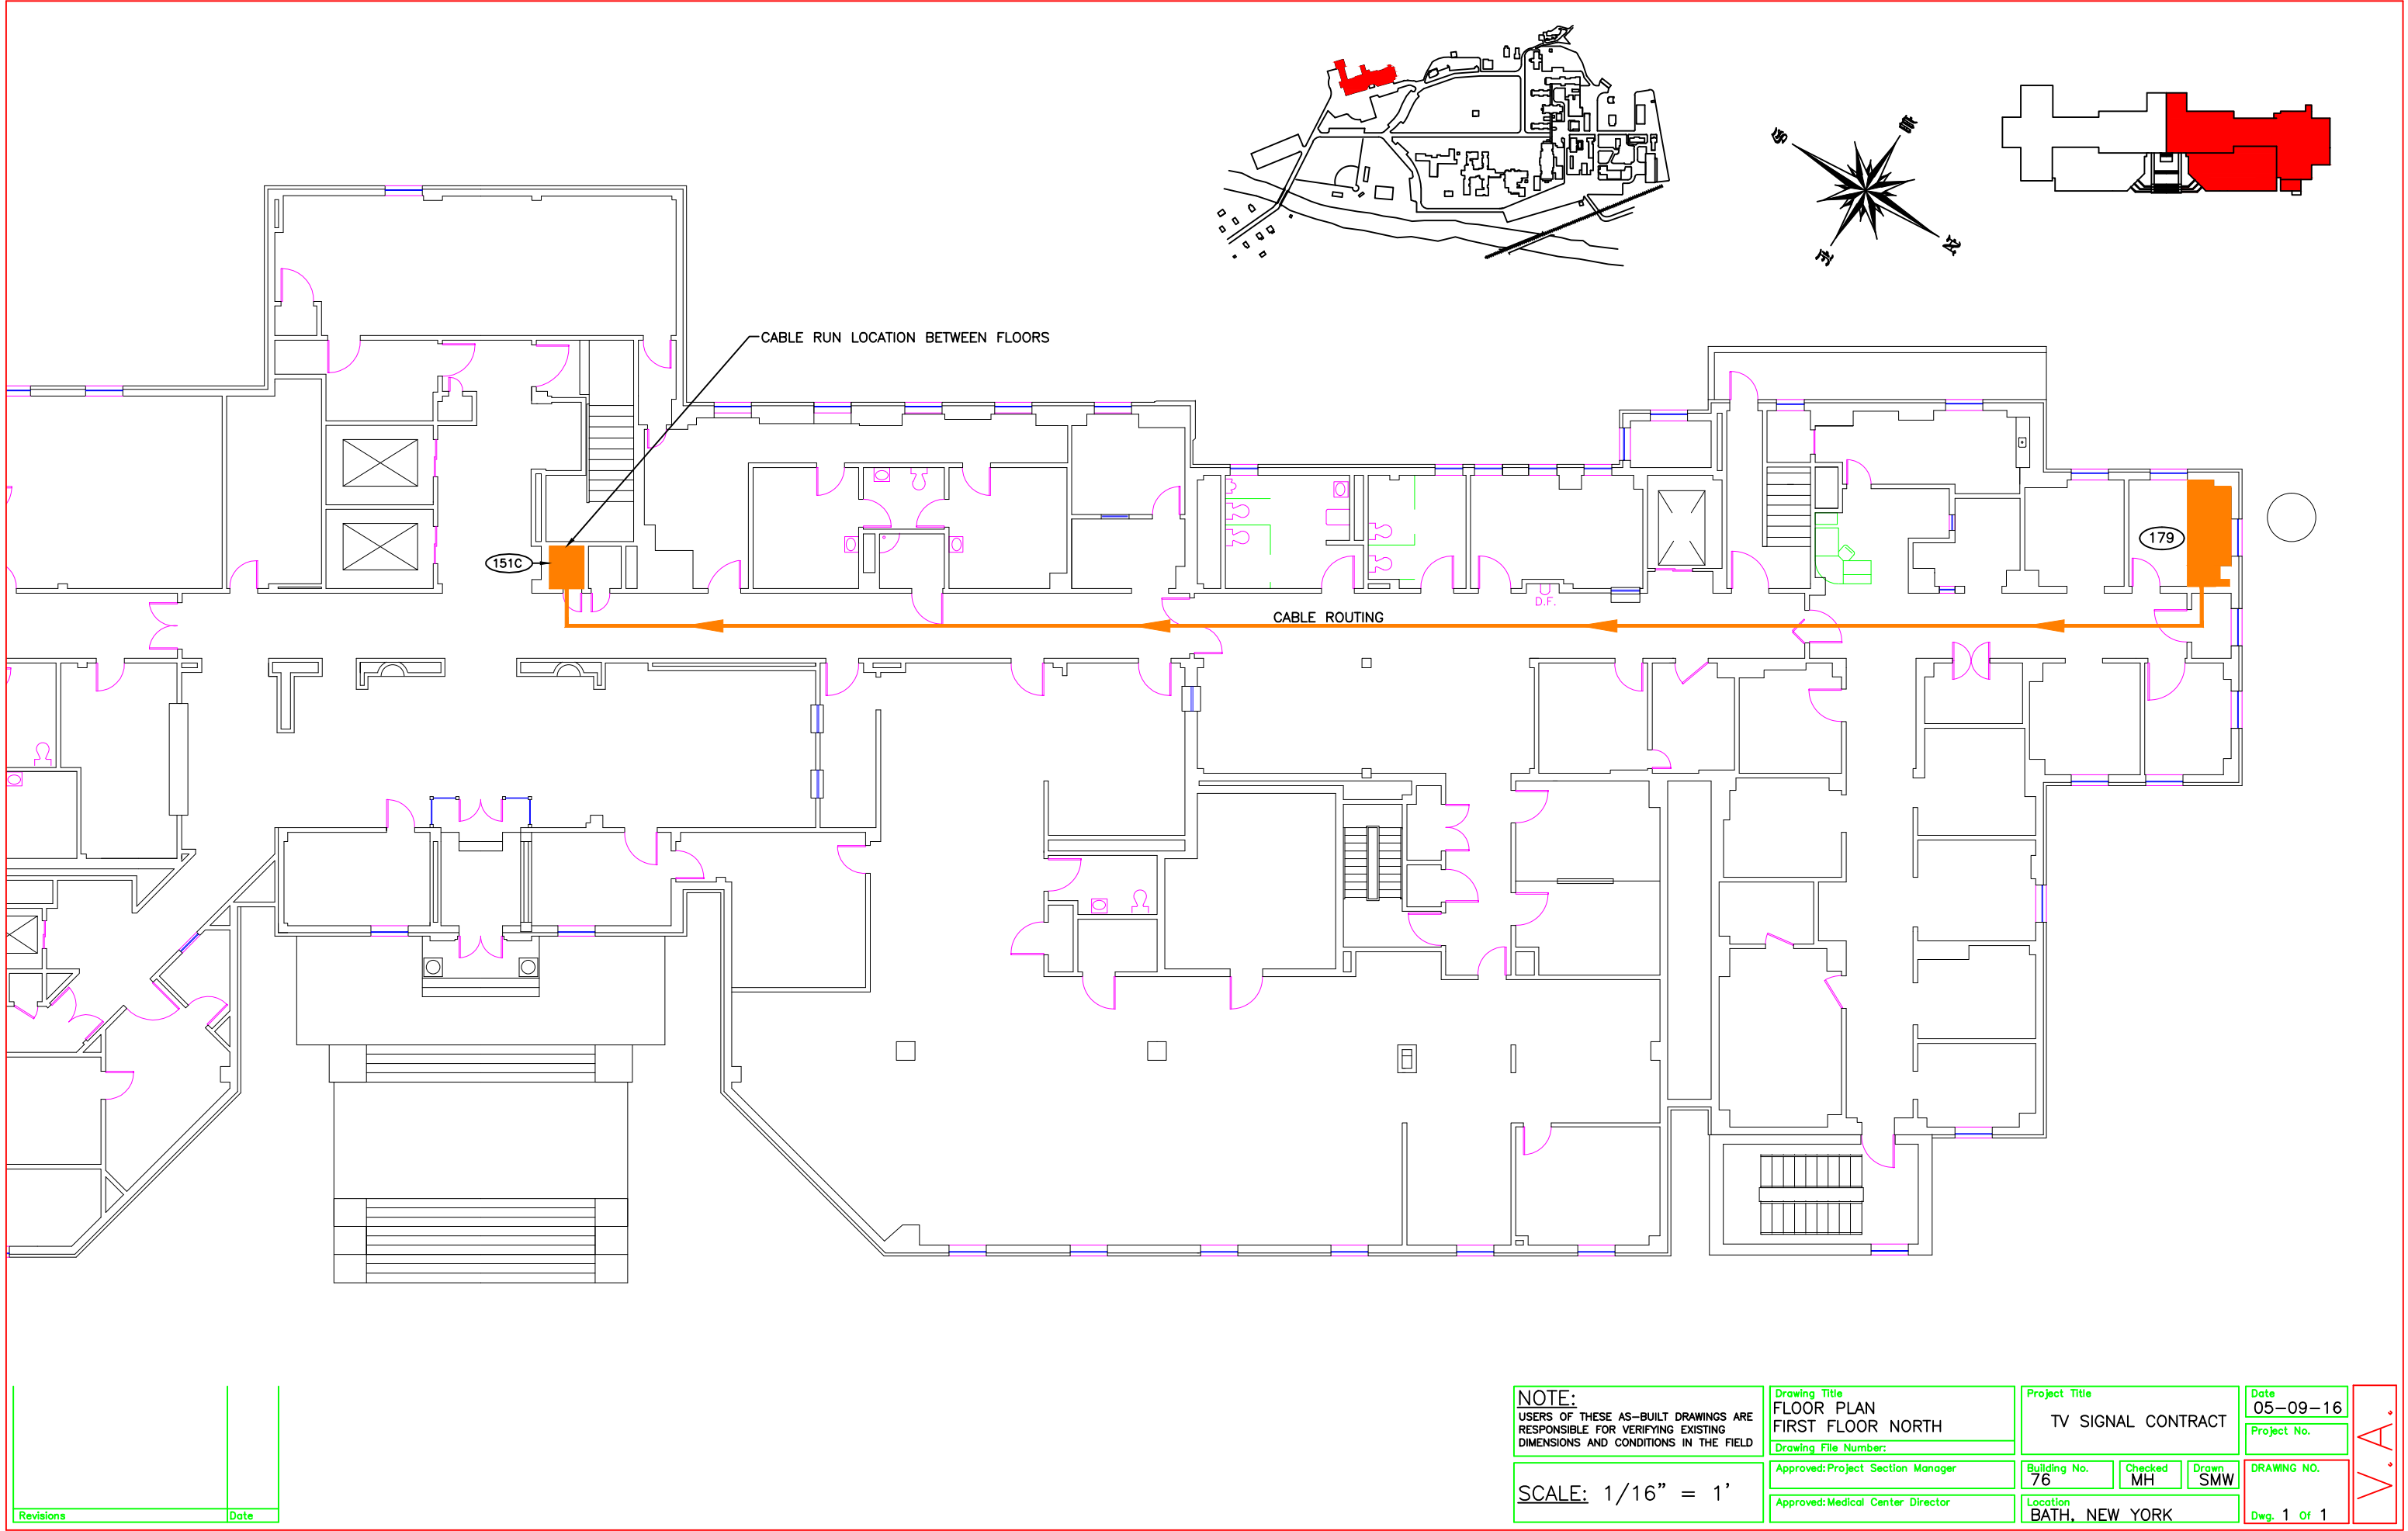 CABLE RUN LOCATION BETWEEN FLOORS
S
E
W
N
151C
179
CABLE ROUTING
D.F.
NOTE:
USERS OF THESE AS-BUILT DRAWINGS ARE
RESPONSIBLE FOR VERIFYING EXISTING
DIMENSIONS AND CONDITIONS IN THE FIELD
SCALE: 1/16" = 1'
Drawing Title
FLOOR PLAN
FIRST FLOOR NORTH
Drawing File Number:
Approved: Project Section Manager
Approved: Medical Center Director
Project Title
TV SIGNAL CONTRACT
Building No.
76
Checked
MH
Drawn
SMW
Location
BATH, NEW YORK
Date
05-09-16
Project No.
DRAWING NO.
Dwg. 1 Of 1
V.A.
Revisions
Date